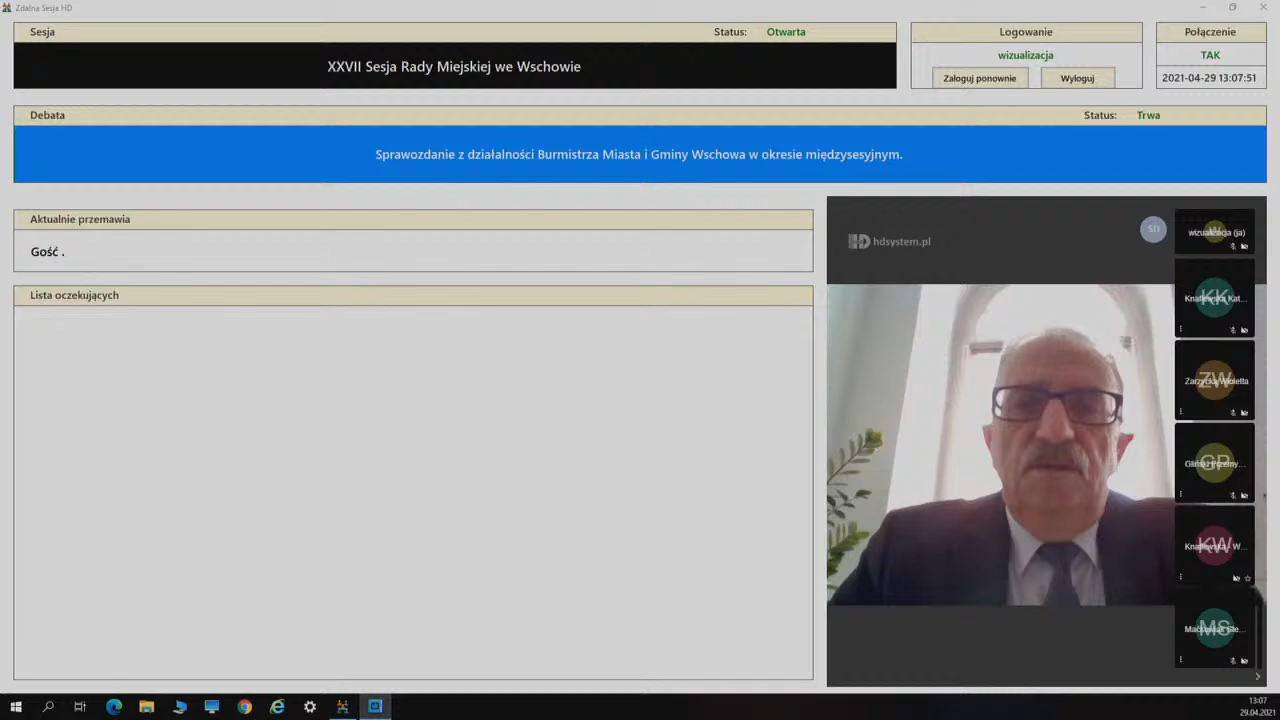 Zdalna Sesja HD
Sesja
Status: Otwarta
XXVII Sesja Rady Miejskiej we Wschowie
Logowanie
wizualizacja
Zaloguj ponownie
Wyloguj
Połączenie
TAK
2021-04-29 13:07:51
Debata
Status: Trwa
Sprawozdanie z działalności Burmistrza Miasta i Gminy Wschowa w okresie międzysesyjnym.
Aktualnie przemawia
Gość .
Lista oczekujących
HD hdsystem.pl
SD
wizualizacja (ja)
KK
ZW
Zarzycka Wioletta
GP
KW
MS
13:07
29.04.2021